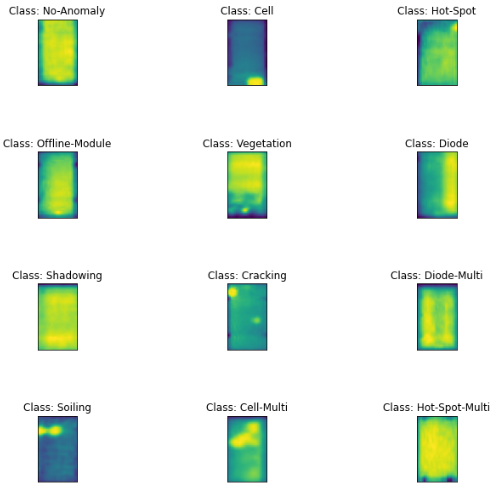 Class: No-Anomaly
Class: Cell
Class: Hot-Spot
Class: Offline-Module
Class: Vegetation
Class: Diode
Class: Shadowing
Class: Cracking
Class: Diode-Multi
Class: Soiling
Class: Cell-Multi
Class: Hot-Spot-Multi